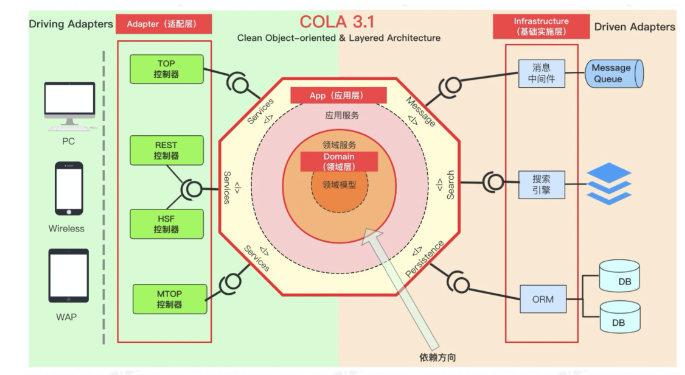 COLA 3.1
Clean Object-oriented & Layered Architecture
Driving Adapters
Adapter（适配层）
Infrastructure
（基础实施层）
Driven Adapters
TOP
控制器
REST
控制器
HSF
控制器
MTOP
控制器
PC
Wireless
WAP
App（应用层）
应用服务
领域服务
Domain
（领域层）
领域模型
Services
<I>
Services
<I>
Services
<I>
Message
<I>
Search
<I>
Persistence
<I>
消息
中间件
Message
Queue
搜索
引擎
ORM
DB
DB
依赖方向